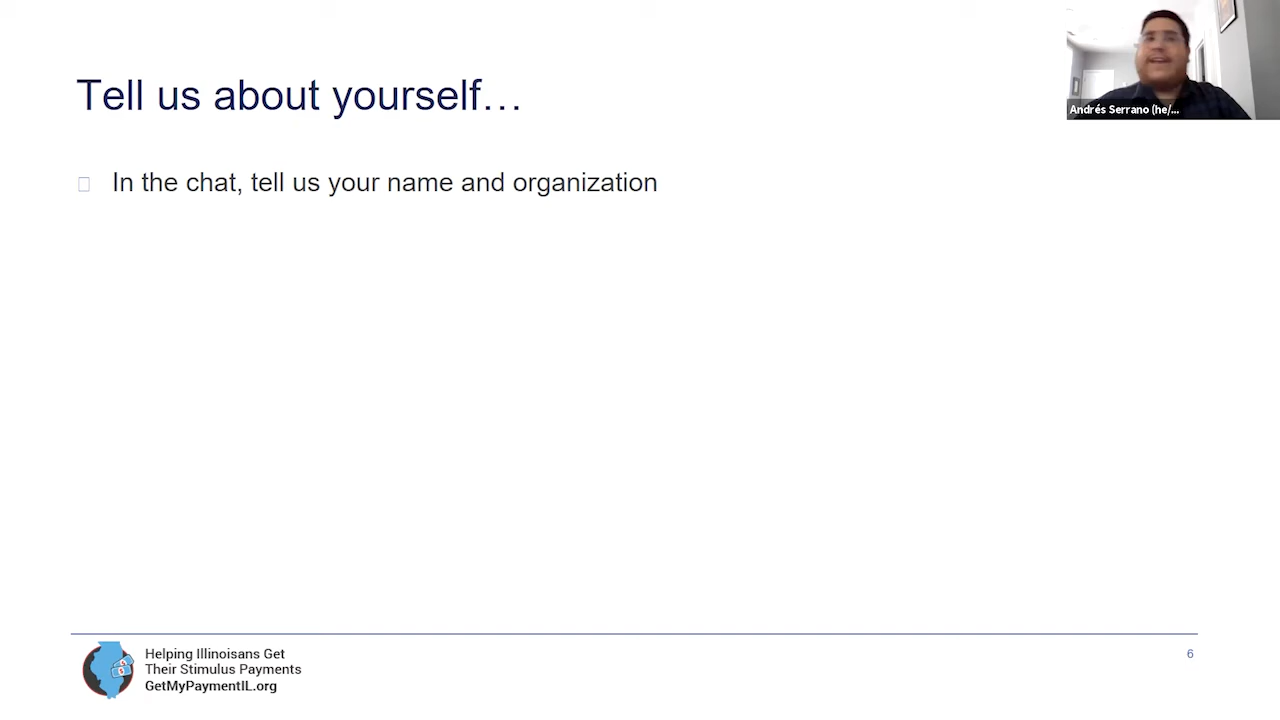 Tell us about yourself…
In the chat, tell us your name and organization
Andrés Serrano (he/...
Helping Illinoisans Get
Their Stimulus Payments
GetMyPaymentIL.org
6